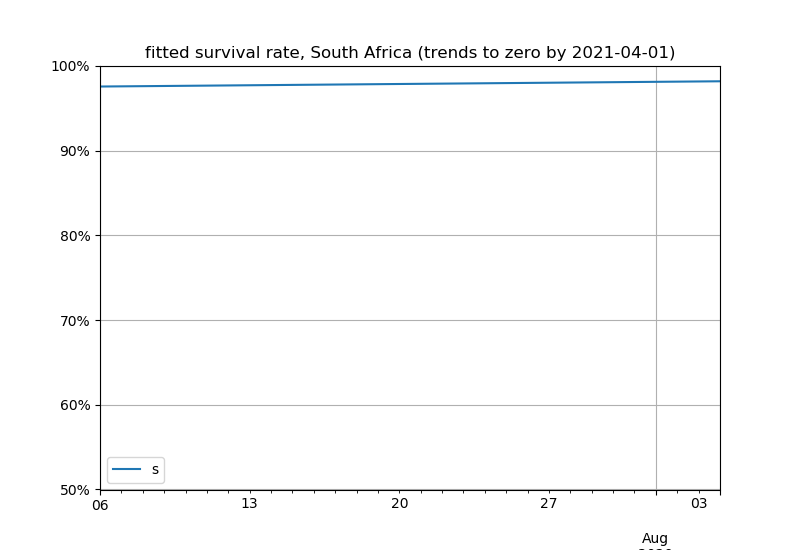 fitted survival rate, South Africa (trends to zero by 2021-04-01)
100%
90%
80%
70%
60%
50%
s
06 13 20 27 03
Aug